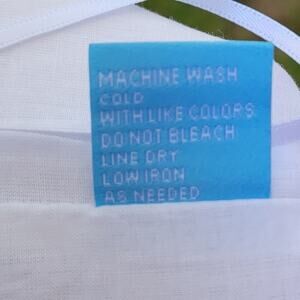 MACHINE WASH
COLD
WITH LIKE COLORS
DO NOT BLEACH
LINE DRY
LOW IRON
AS NEEDED